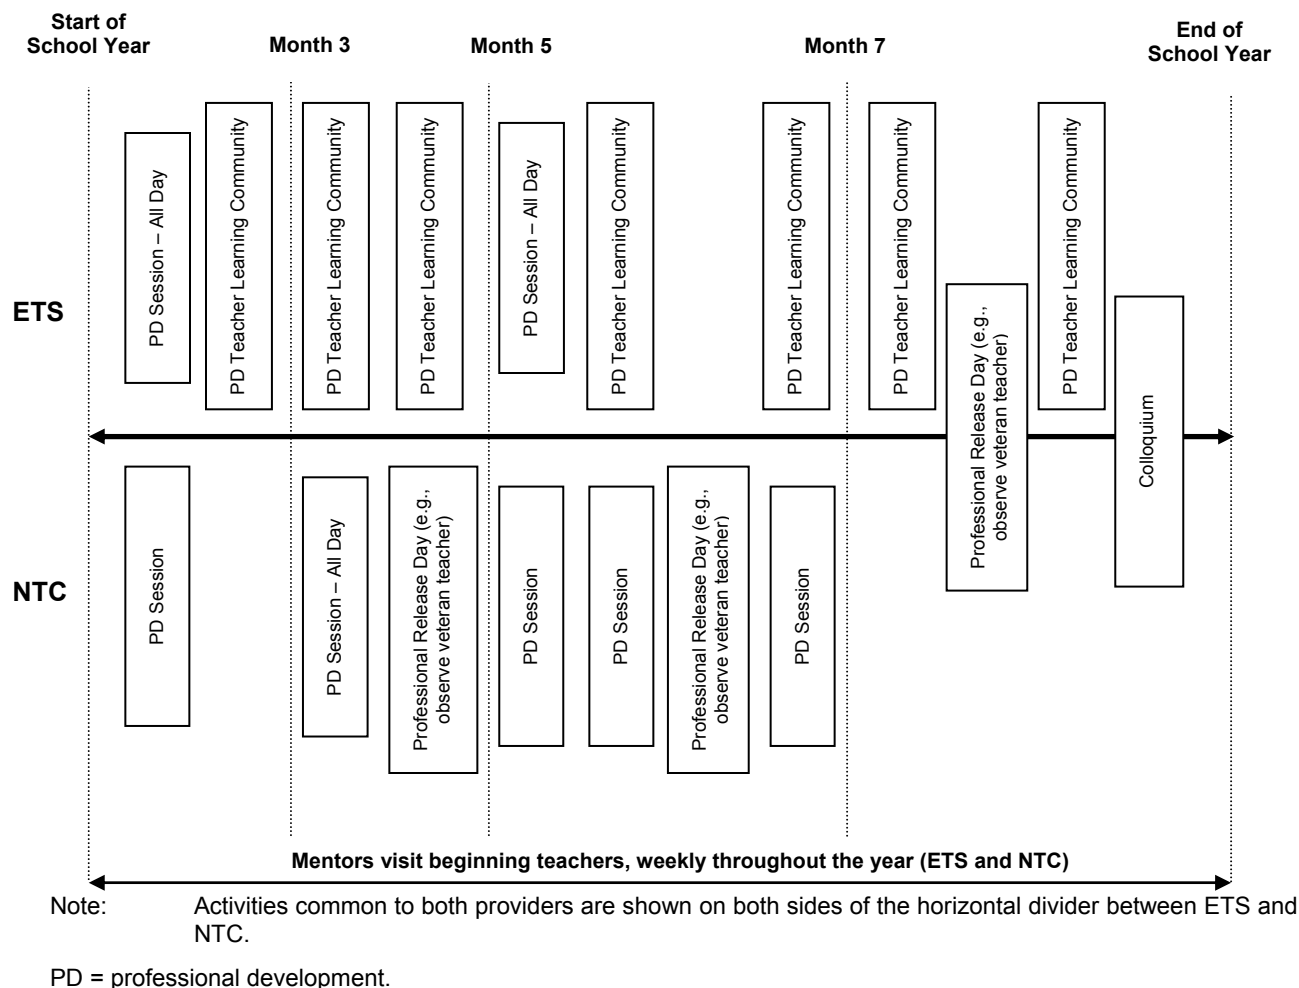 Start of
School Year
Month 3
Month 5
Month 7
End of
School Year
ETS
PD Session – All Day
PD Teacher Learning Community
PD Teacher Learning Community
PD Teacher Learning Community
PD Session – All Day
PD Teacher Learning Community
PD Teacher Learning Community
PD Teacher Learning Community
Professional Release Day (e.g.,
observe veteran teacher)
PD Teacher Learning Community
Colloquium
NTC
PD Session
PD Session – All Day
Professional Release Day (e.g.,
observe veteran teacher)
PD Session
PD Session
Professional Release Day (e.g.,
observe veteran teacher)
PD Session
Mentors visit beginning teachers, weekly throughout the year (ETS and NTC)
Note: Activities common to both providers are shown on both sides of the horizontal divider between ETS and
NTC.
PD = professional development.